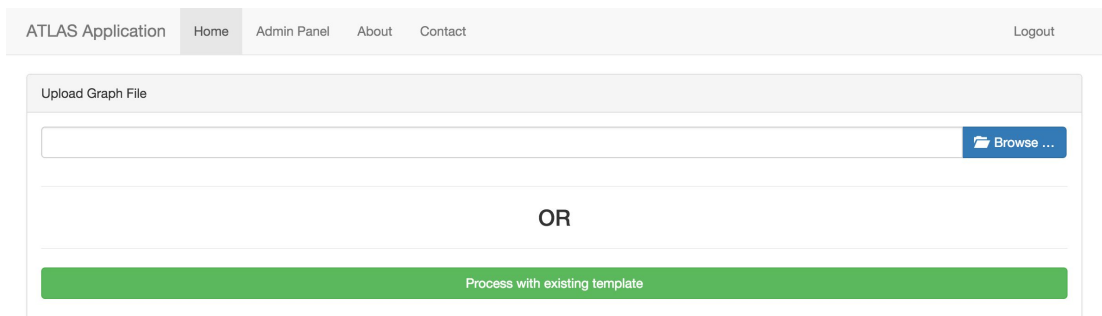 ATLAS Application Home Admin Panel About Contact Logout
Upload Graph File
Browse ...
OR
Process with existing template